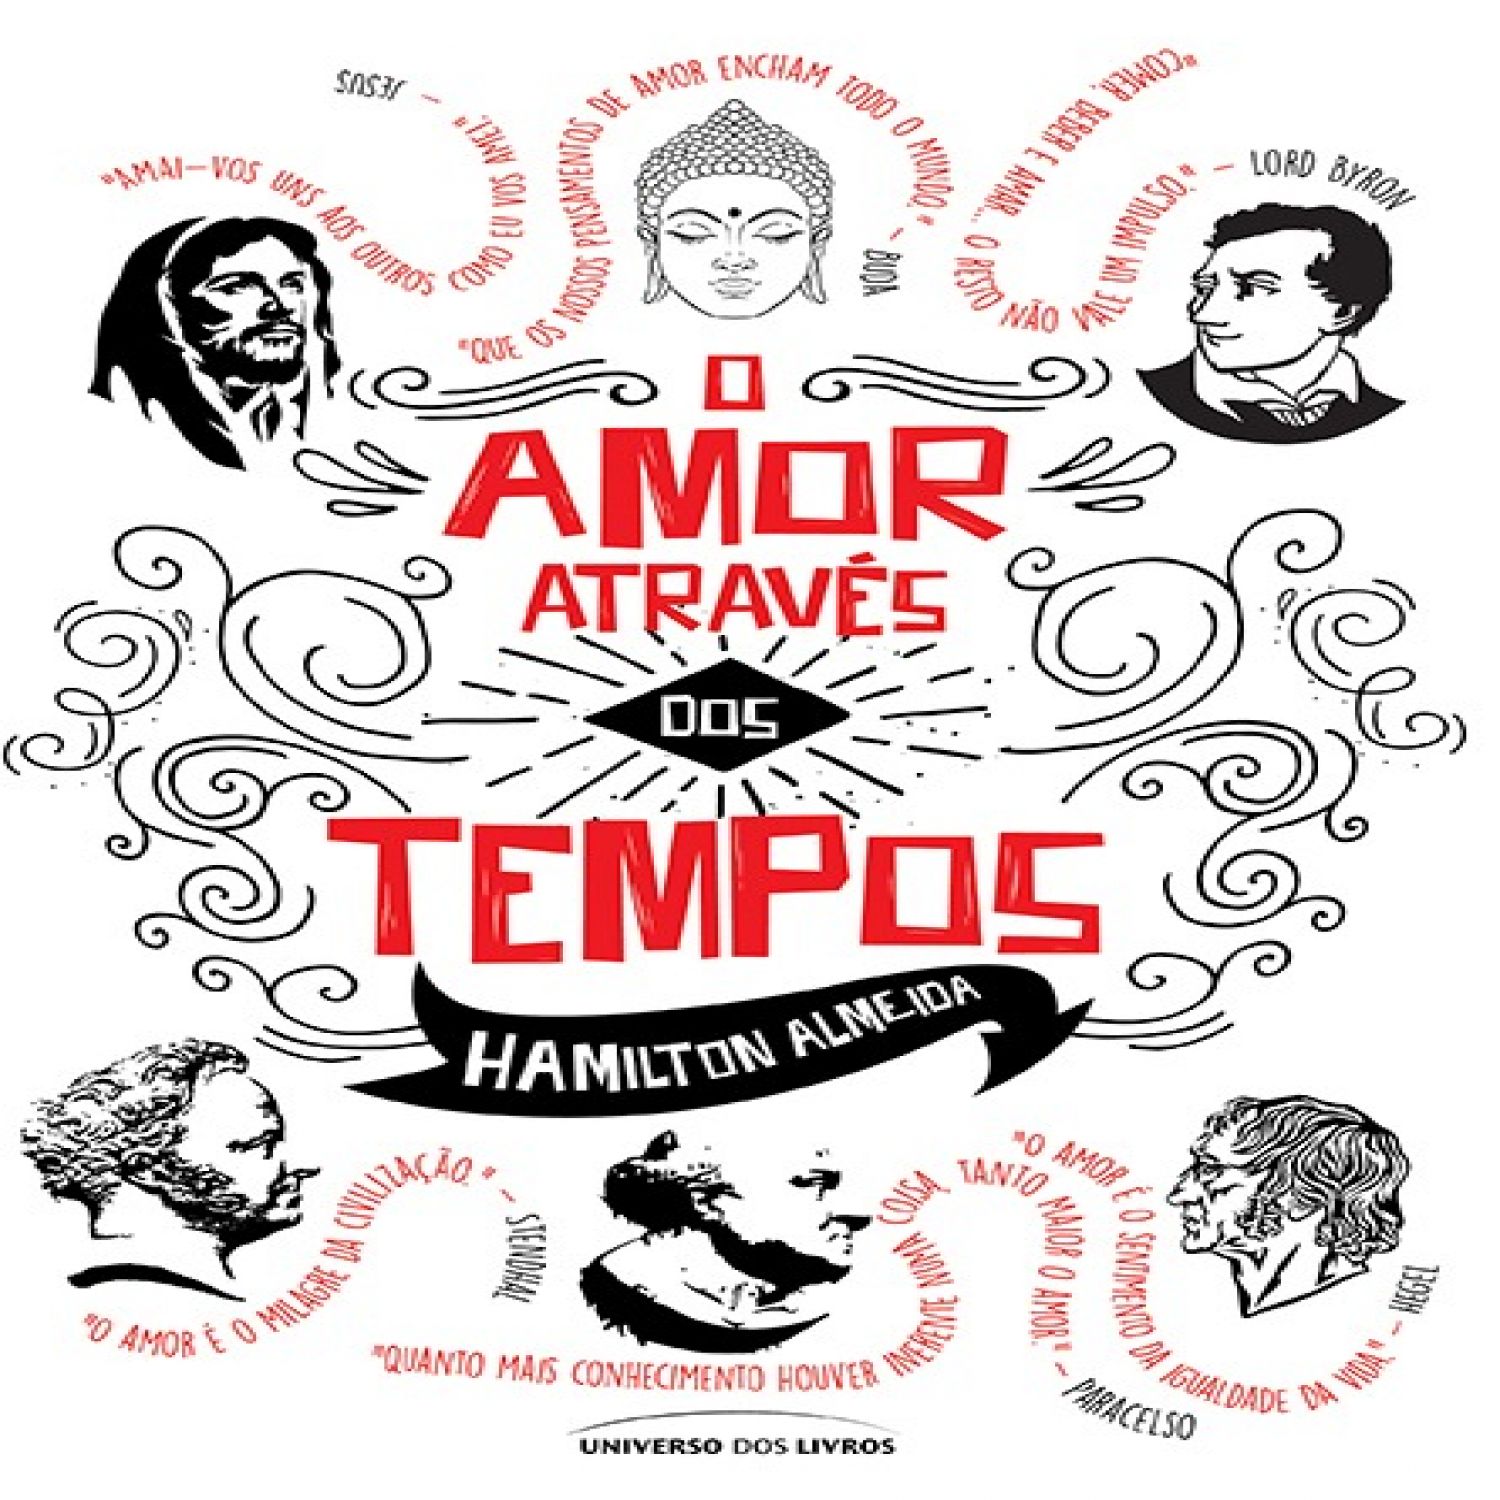 "AMAI-VOS UNS AOS OUTROS COMO EU VOS AMEI." - JESUS
"QUE OS NOSSOS PENSAMENTOS DE AMOR ENCHAM TODO O MUNDO." - BUDA
"COMER, BEBER E AMAR... O RESTO NÃO VALE UM IMPULSO." - LORD BYRON
O
AMOR
ATRAVÉS
DOS
TEMPOS
HAMILTON ALMEIDA
"O AMOR É O MILAGRE DA CIVILIZAÇÃO." - STENDHAL
"QUANTO MAIS CONHECIMENTO HOUVER INERENTE NUMA COISA TANTO MAIOR O AMOR." - PARACELSO
"O AMOR É O SENTIMENTO DA IGUALDADE DA VIDA." - HEGEL
UNIVERSO DOS LIVROS